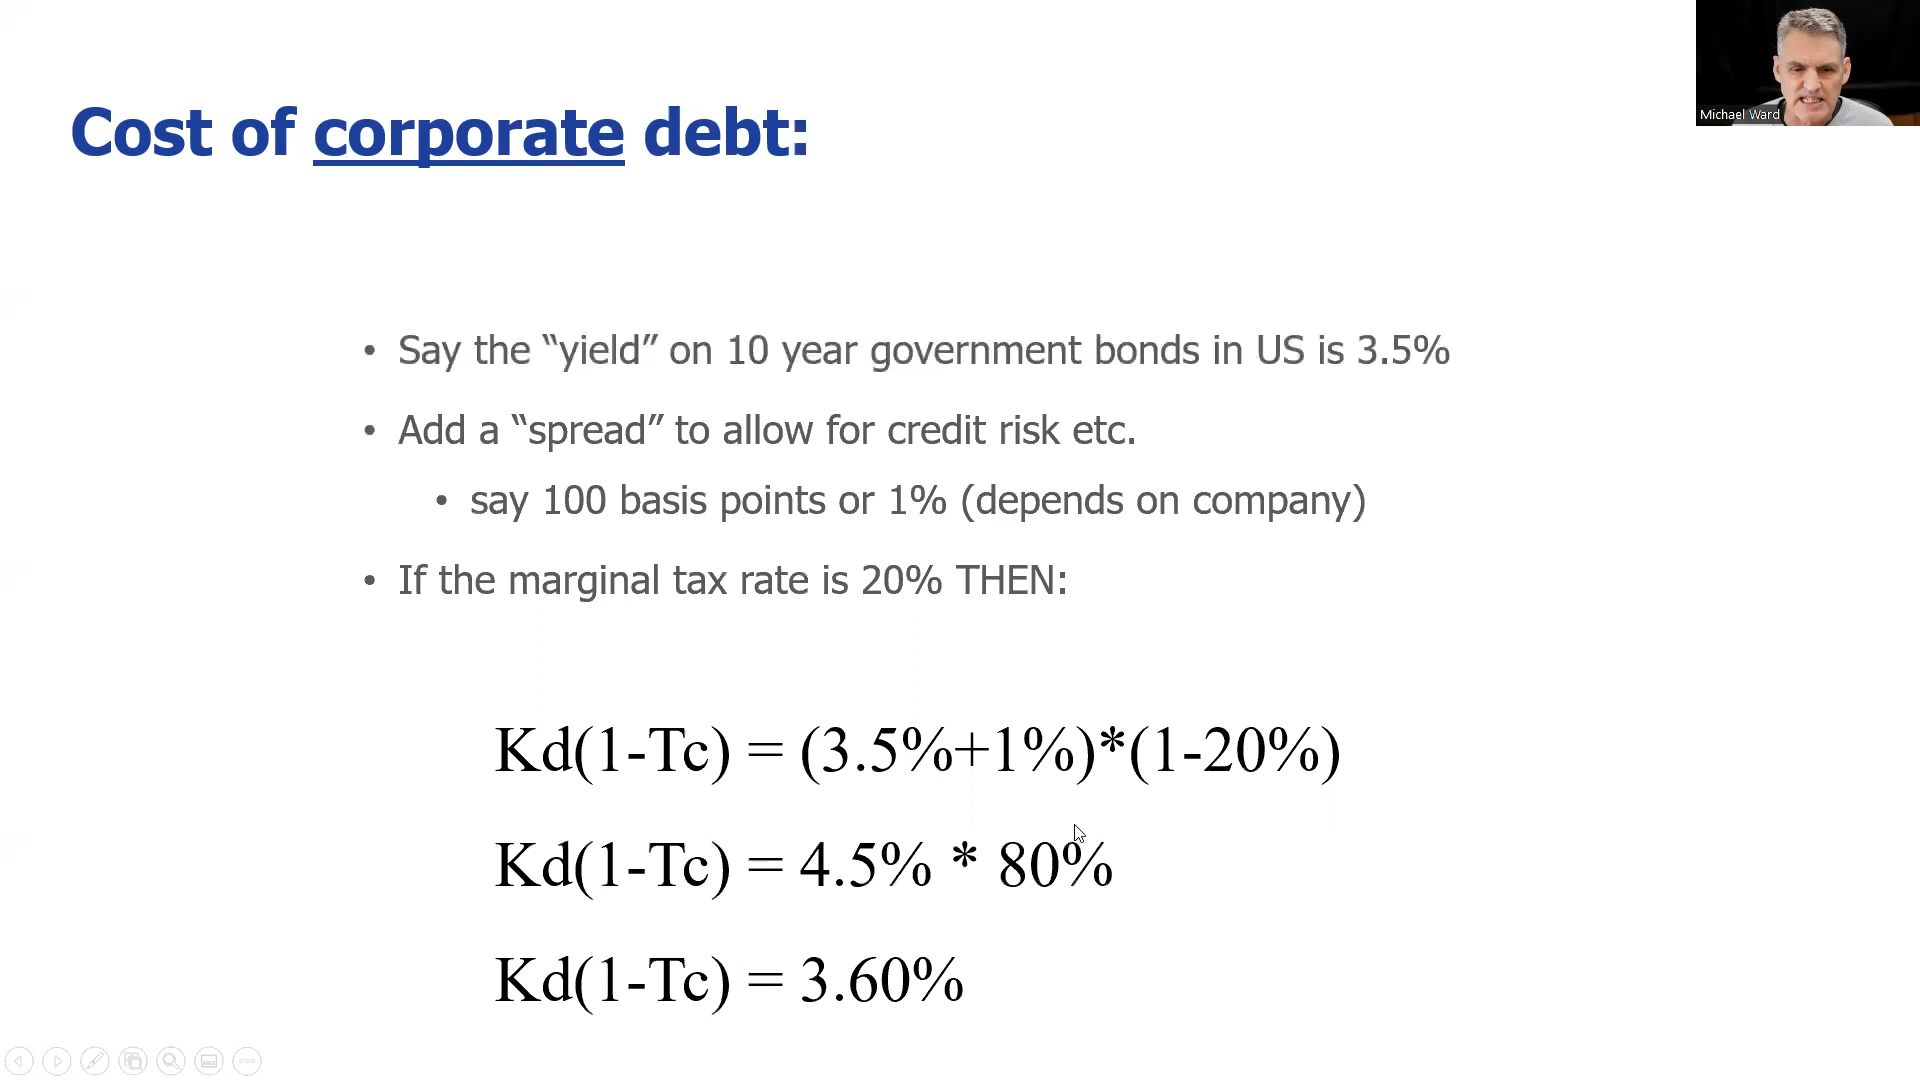 Michael Ward
Cost of corporate debt:
• Say the “yield” on 10 year government bonds in US is 3.5%
• Add a “spread” to allow for credit risk etc.
• say 100 basis points or 1% (depends on company)
• If the marginal tax rate is 20% THEN:
Kd(1-Tc) = (3.5%+1%)*(1-20%)
Kd(1-Tc) = 4.5% * 80%
Kd(1-Tc) = 3.60%